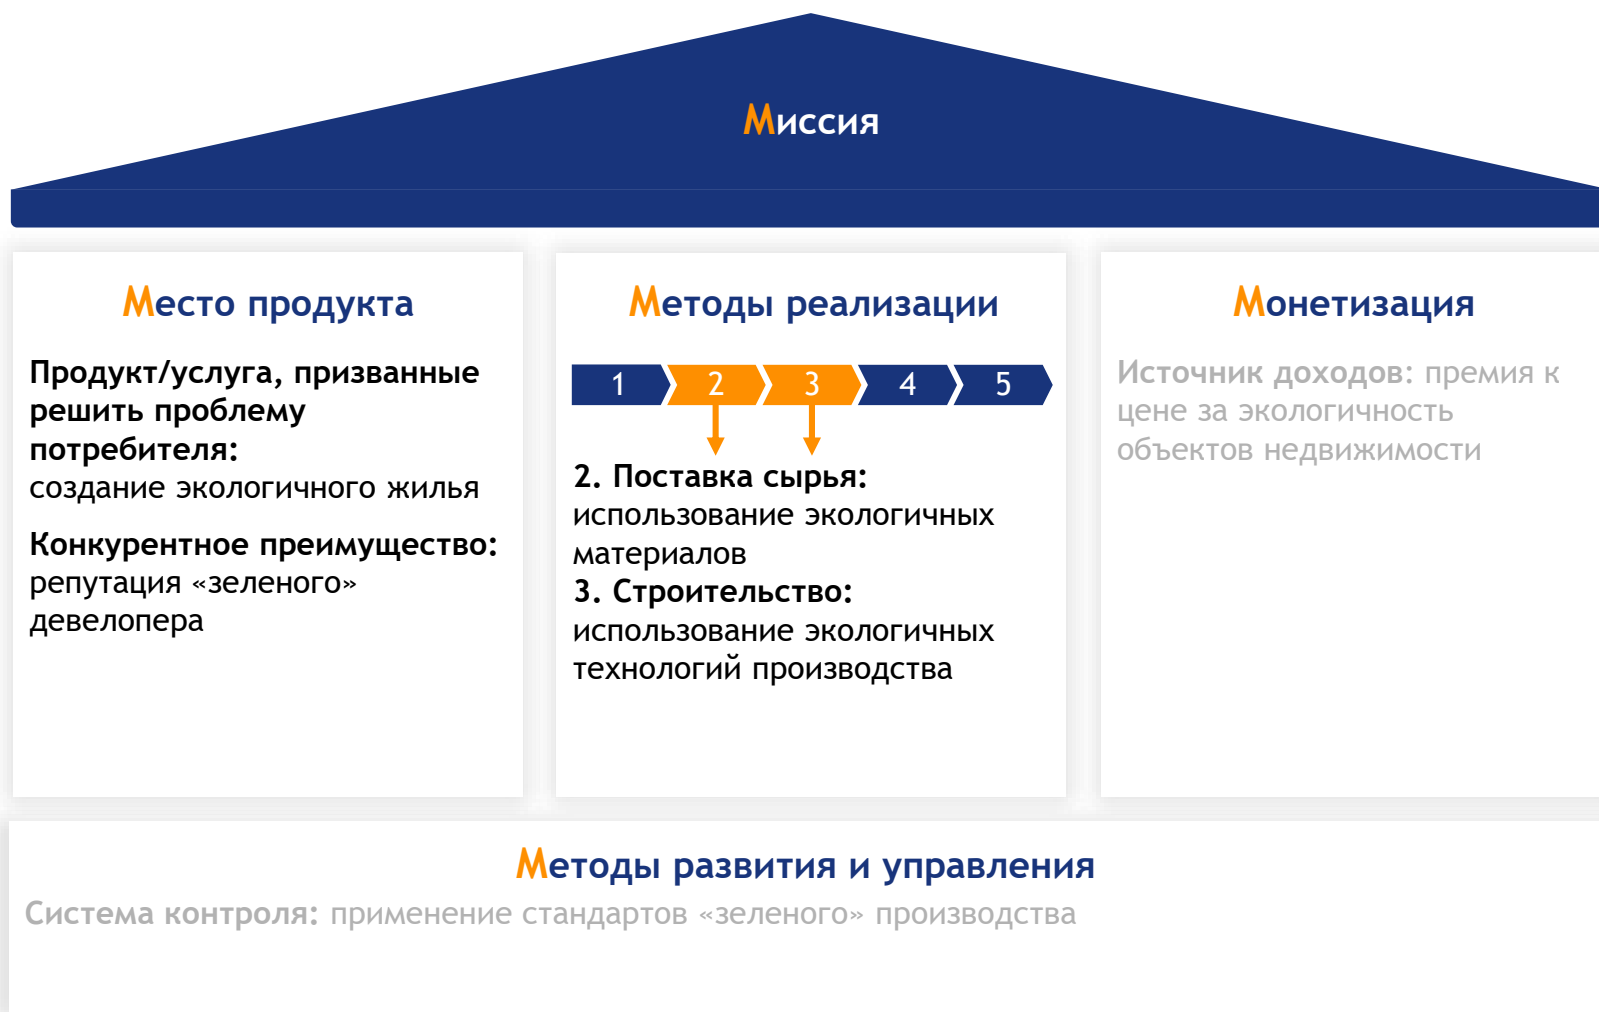 Миссия
Место продукта
Продукт/услуга, призванные
решить проблему
потребителя:
создание экологичного жилья
Конкурентное преимущество:
репутация «зеленого»
девелопера
Методы реализации
1 2 3 4 5
2. Поставка сырья:
использование экологичных
материалов
3. Строительство:
использование экологичных
технологий производства
Монетизация
Источник доходов: премия к
цене за экологичность
объектов недвижимости
Методы развития и управления
Система контроля: применение стандартов «зеленого» производства